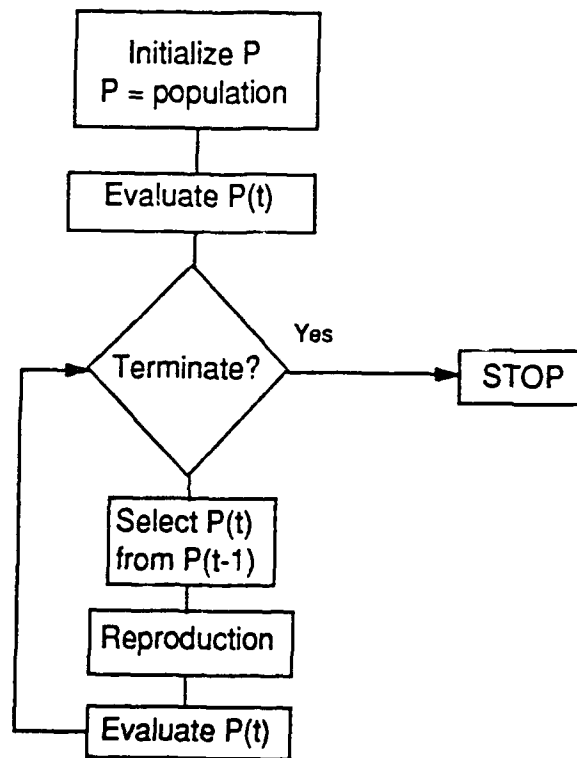 Initialize P
P = population
Evaluate P(t)
Terminate?
Yes
STOP
Select P(t)
from P(t-1)
Reproduction
Evaluate P(t)